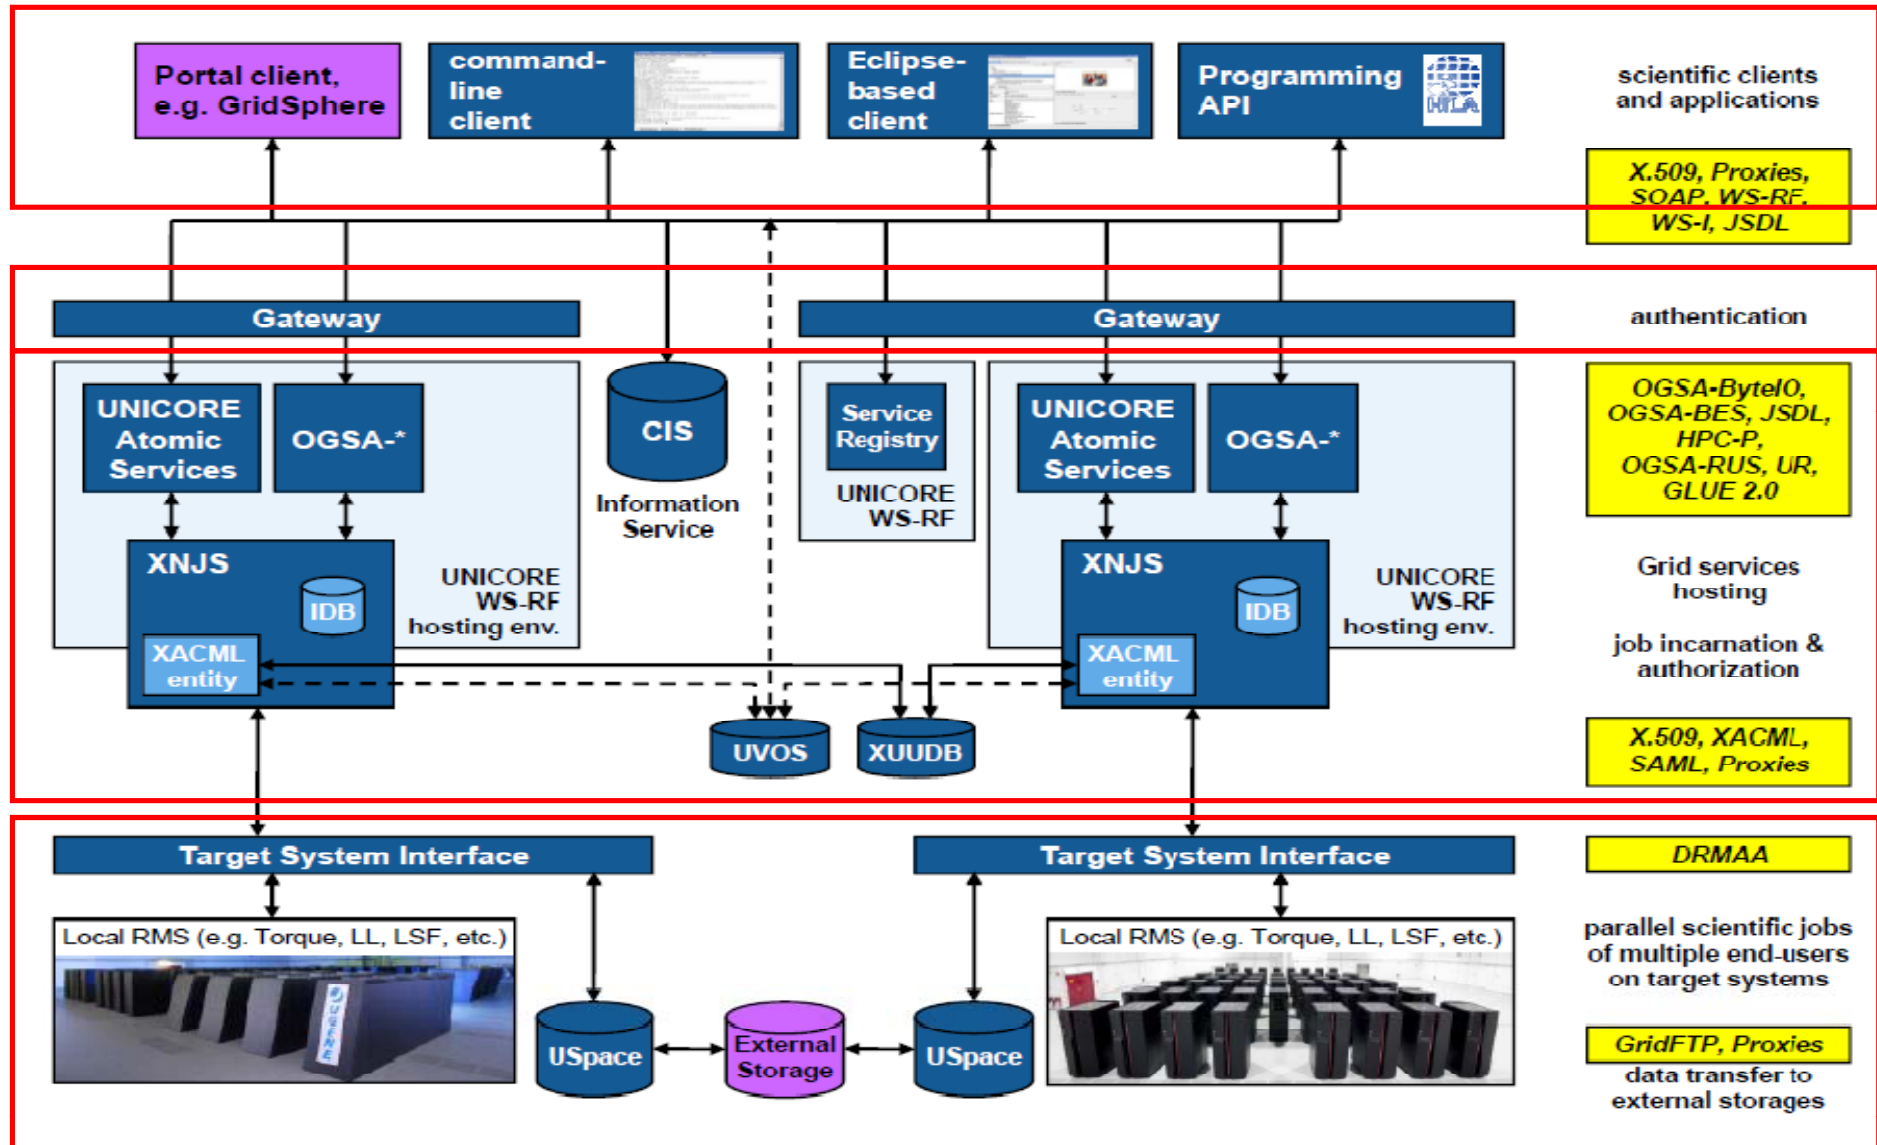 Portal client,
e.g. GridSphere
command-
line
client
Eclipse-
based
client
Programming
API
HiLA
scientific clients
and applications
X.509, Proxies,
SOAP, WS-RF,
WS-I, JSDL
Gateway
Gateway
authentication
UNICORE
Atomic
Services
OGSA-*
CIS
Information
Service
Service
Registry
UNICORE
WS-RF
UNICORE
Atomic
Services
OGSA-*
OGSA-ByteIO,
OGSA-BES, JSDL,
HPC-P,
OGSA-RUS, UR,
GLUE 2.0
XNJS
IDB
UNICORE
WS-RF
hosting env.
XACML
entity
XNJS
IDB
UNICORE
WS-RF
hosting env.
XACML
entity
Grid services
hosting
job incarnation &
authorization
UVOS
XUUDB
X.509, XACML,
SAML, Proxies
Target System Interface
Target System Interface
DRMAA
Local RMS (e.g. Torque, LL, LSF, etc.)
Local RMS (e.g. Torque, LL, LSF, etc.)
JUGENE
parallel scientific jobs
of multiple end-users
on target systems
USpace
External
Storage
USpace
GridFTP, Proxies
data transfer to
external storages